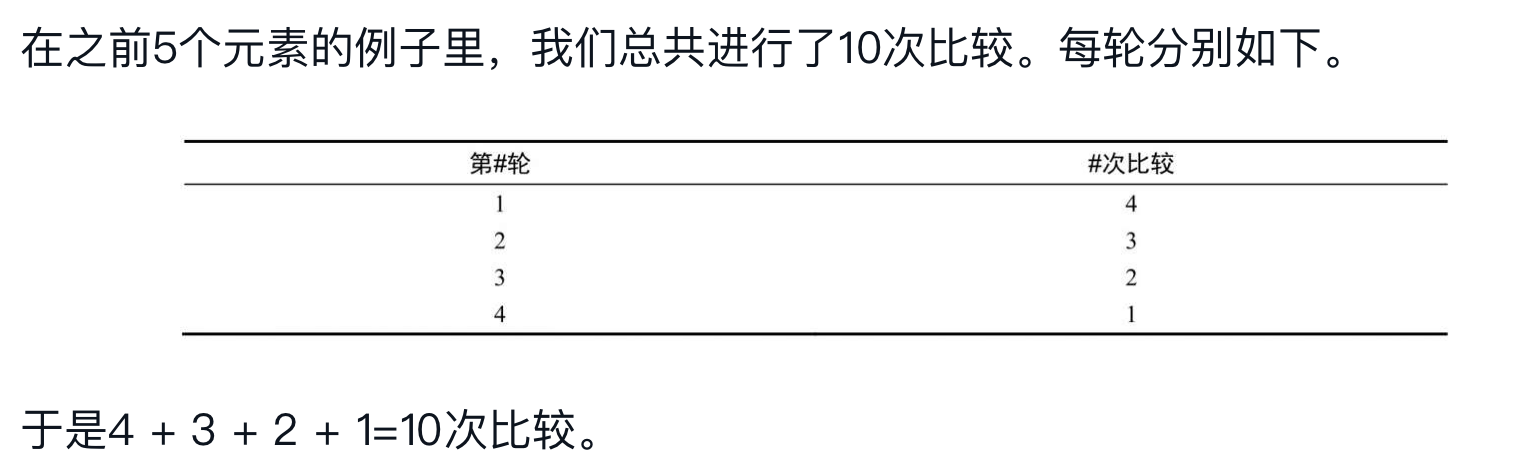 在之前5个元素的例子里，我们总共进行了10次比较。每轮分别如下。
第#轮 #次比较
1 4
2 3
3 2
4 1
于是4 + 3 + 2 + 1=10次比较。